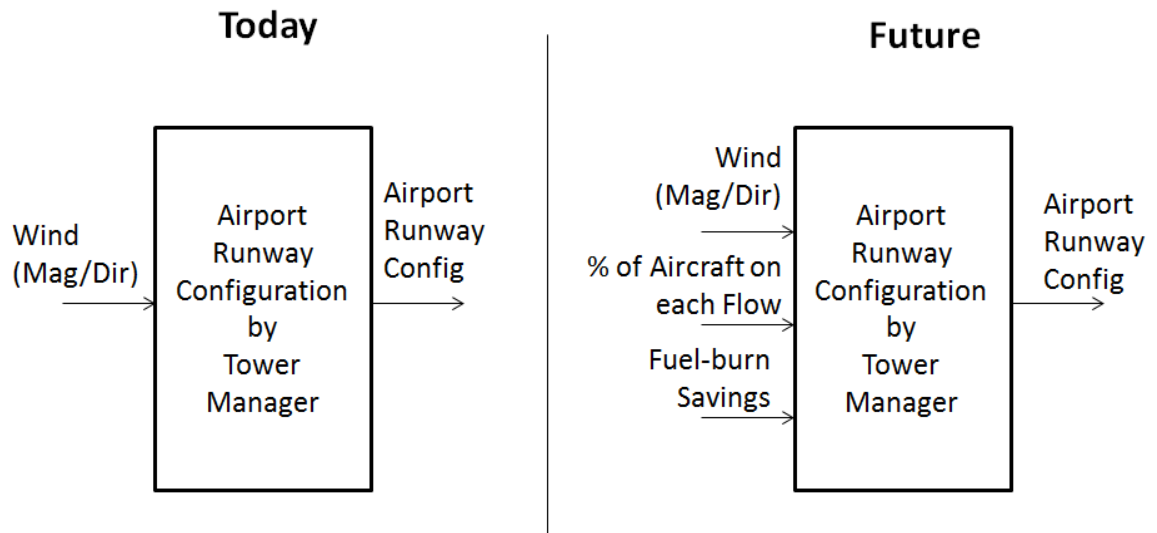 Today
Wind
(Mag/Dir)
Airport
Runway
Configuration
by
Tower
Manager
Airport
Runway
Config
Future
Wind
(Mag/Dir)
% of Aircraft on
each Flow
Fuel-burn
Savings
Airport
Runway
Configuration
by
Tower
Manager
Airport
Runway
Config